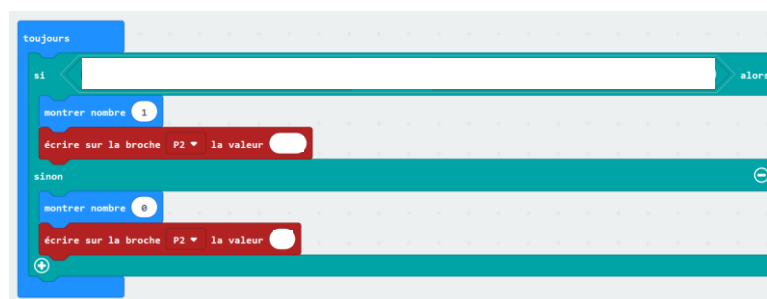 toujours
si alors
montrer nombre 1
écrire sur la broche P2 la valeur
sinon
montrer nombre 0
écrire sur la broche P2 la valeur